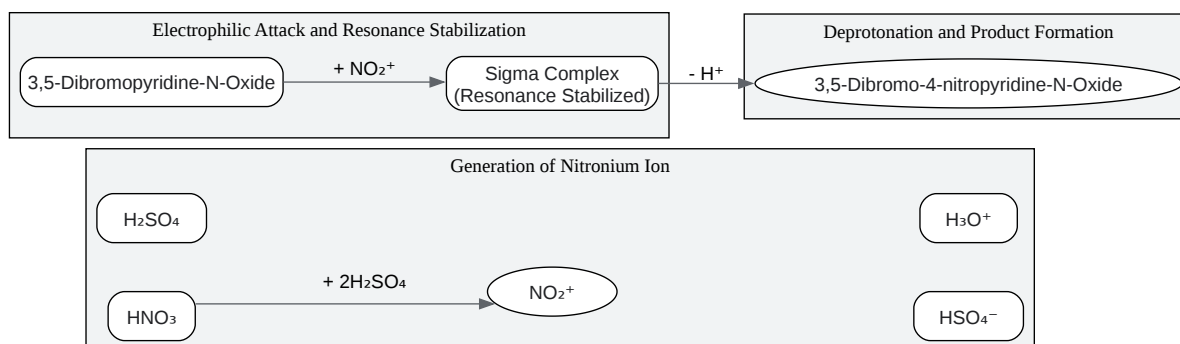 Electrophilic Attack and Resonance Stabilization
3,5-Dibromopyridine-N-Oxide
+ NO₂⁺
Sigma Complex
(Resonance Stabilized)
- H⁺
Deprotonation and Product Formation
3,5-Dibromo-4-nitropyridine-N-Oxide
Generation of Nitronium Ion
H₂SO₄
H₃O⁺
HNO₃
+ 2H₂SO₄
NO₂⁺
HSO₄⁻